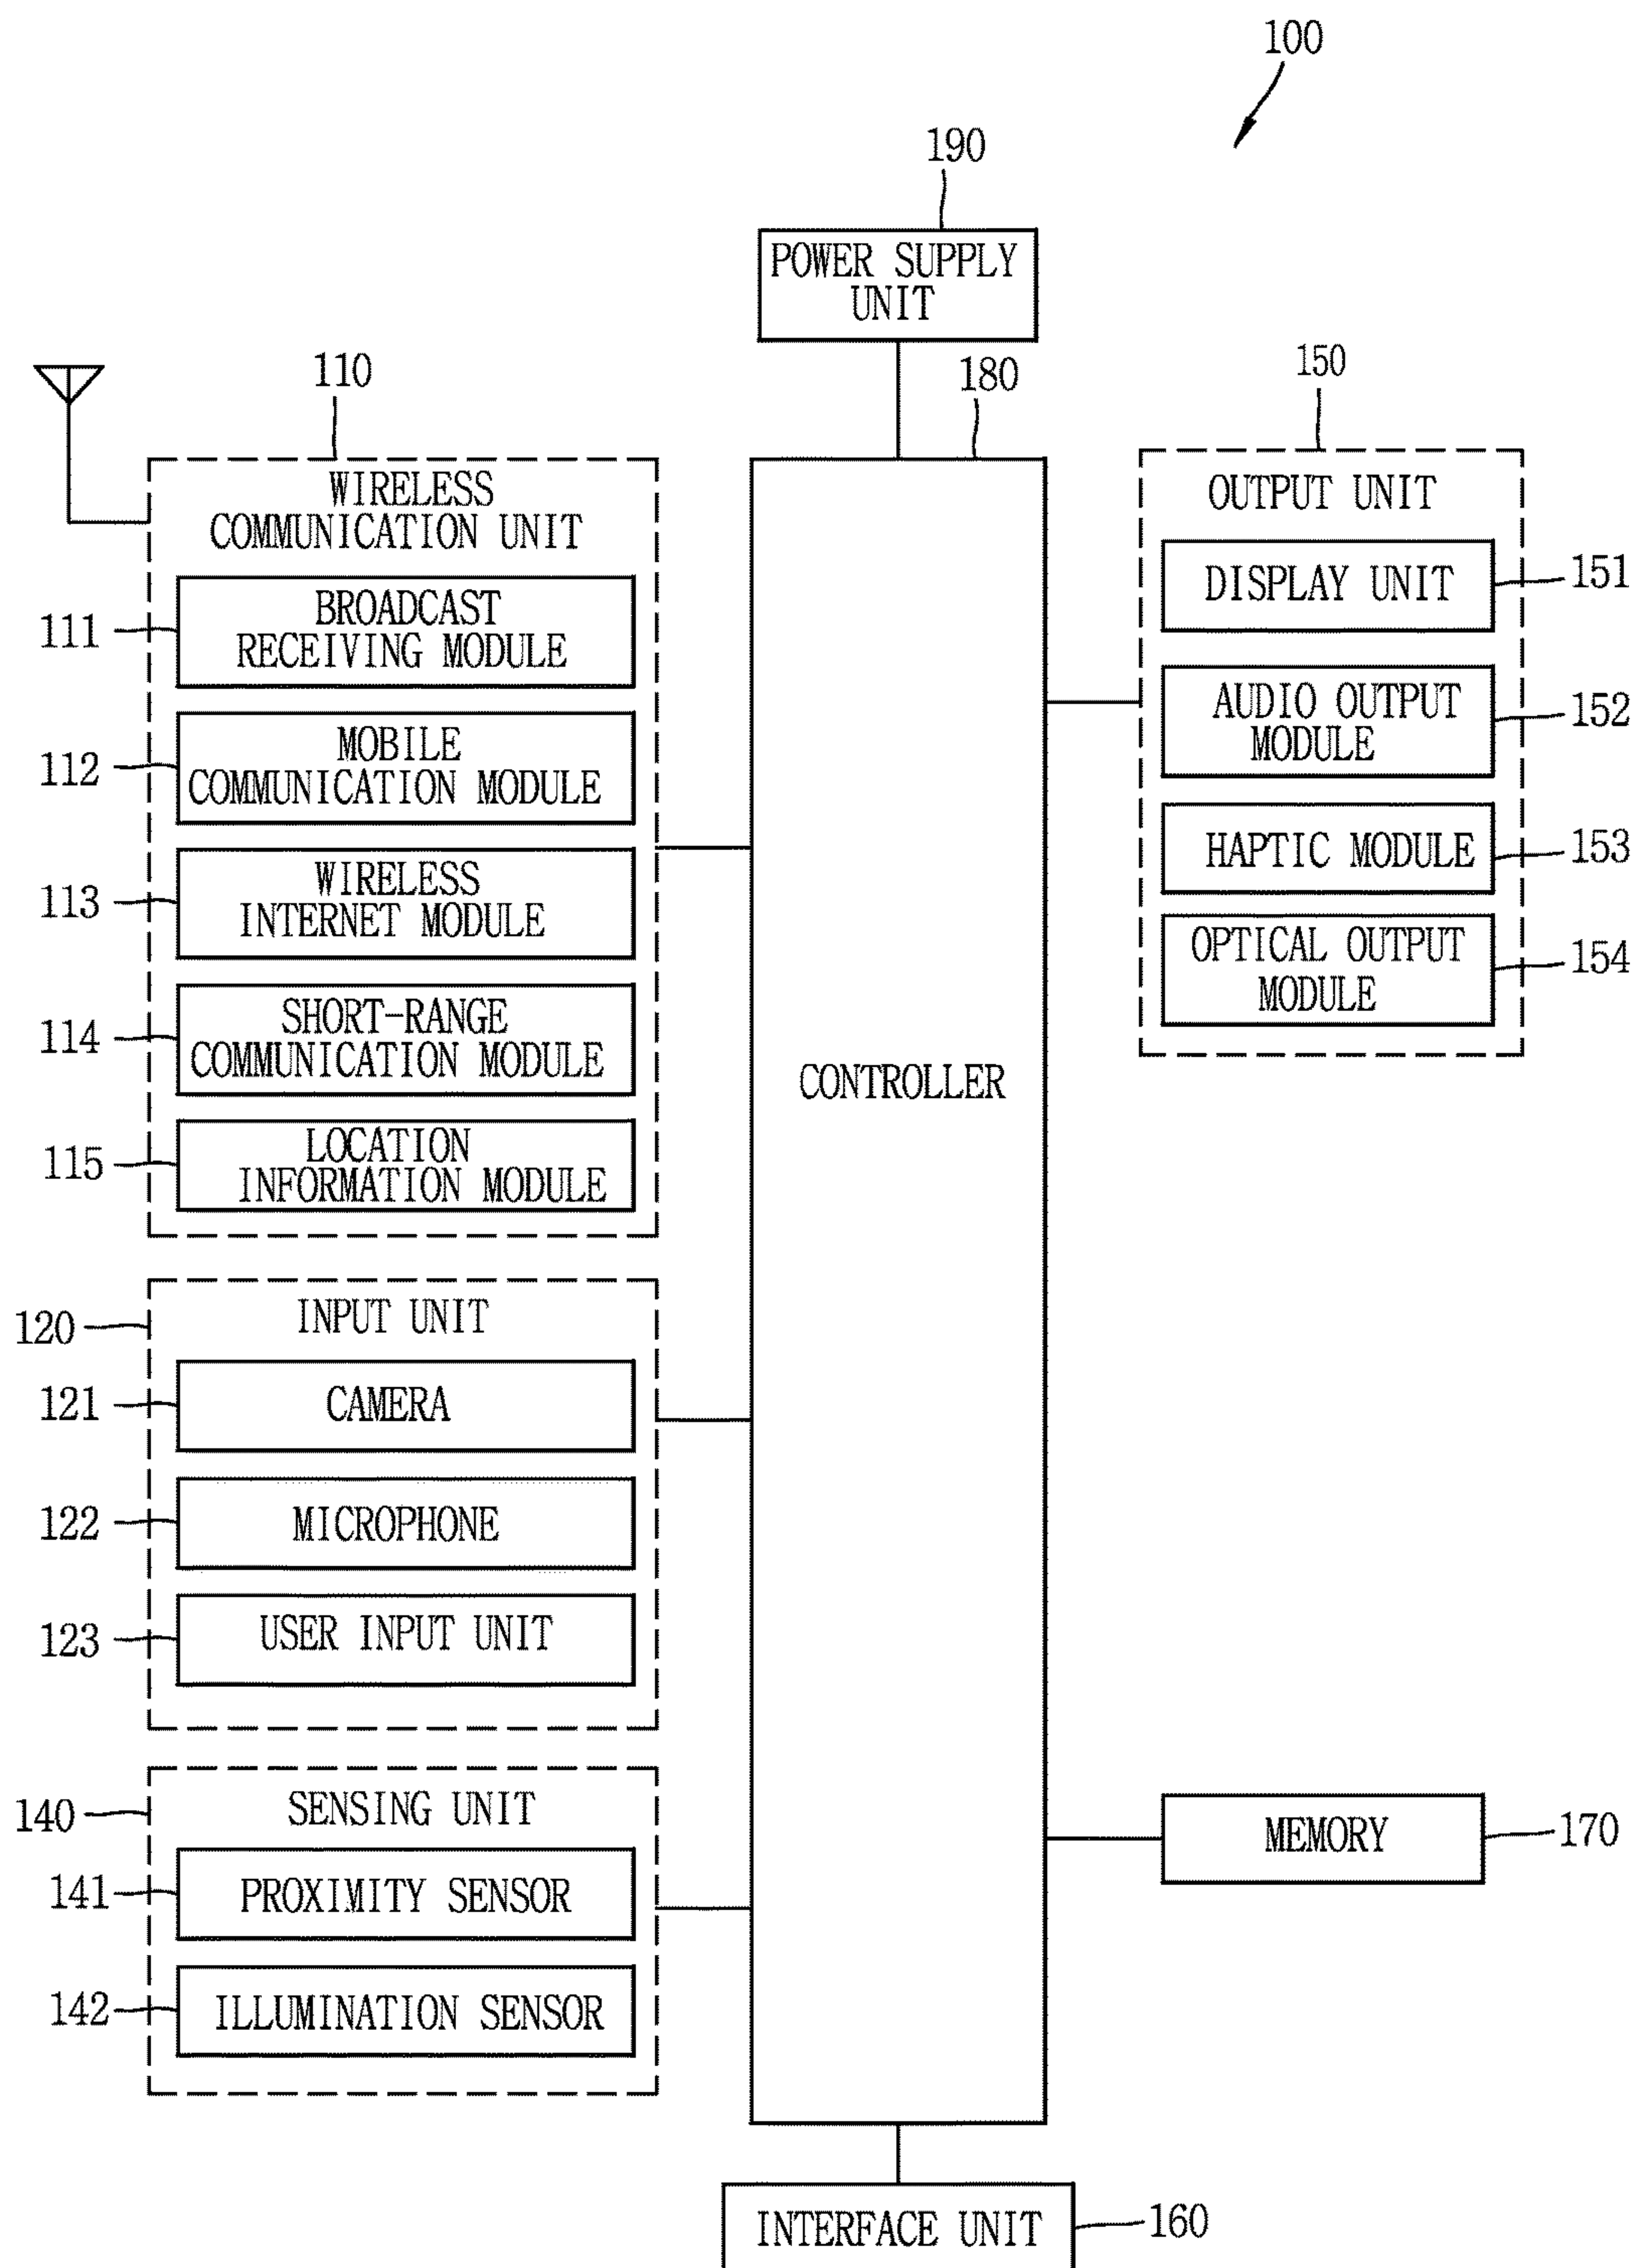 100
190
POWER SUPPLY
UNIT
110
180
150
WIRELESS
COMMUNICATION UNIT
111
BROADCAST
RECEIVING MODULE
112
MOBILE
COMMUNICATION MODULE
113
WIRELESS
INTERNET MODULE
114
SHORT-RANGE
COMMUNICATION MODULE
115
LOCATION
INFORMATION MODULE
120
INPUT UNIT
121
CAMERA
122
MICROPHONE
123
USER INPUT UNIT
140
SENSING UNIT
141
PROXIMITY SENSOR
142
ILLUMINATION SENSOR
CONTROLLER
OUTPUT UNIT
DISPLAY UNIT
151
AUDIO OUTPUT
MODULE
152
HAPTIC MODULE
153
OPTICAL OUTPUT
MODULE
154
MEMORY
170
INTERFACE UNIT
160